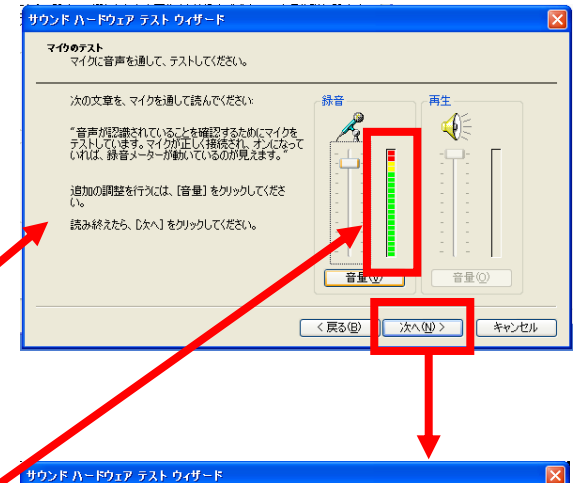 サウンド ハードウェア テスト ウィザード
マイクのテスト
マイクに音声を通して、テストしてください。
次の文章を、マイクを通して読んでください:
録音
再生
“音声が認識されていることを確認するためにマイクを
テストしています。マイクが正しく接続され、オンになって
いれば、録音メーターが動いているのが見えます。”
追加の調整を行うには、[音量] をクリックしてくださ
い。
読み終えたら、[次へ] をクリックしてください。
音量(V)
音量(O)
< 戻る(B)
次へ(N) >
キャンセル
サウンド ハードウェア テスト ウィザード